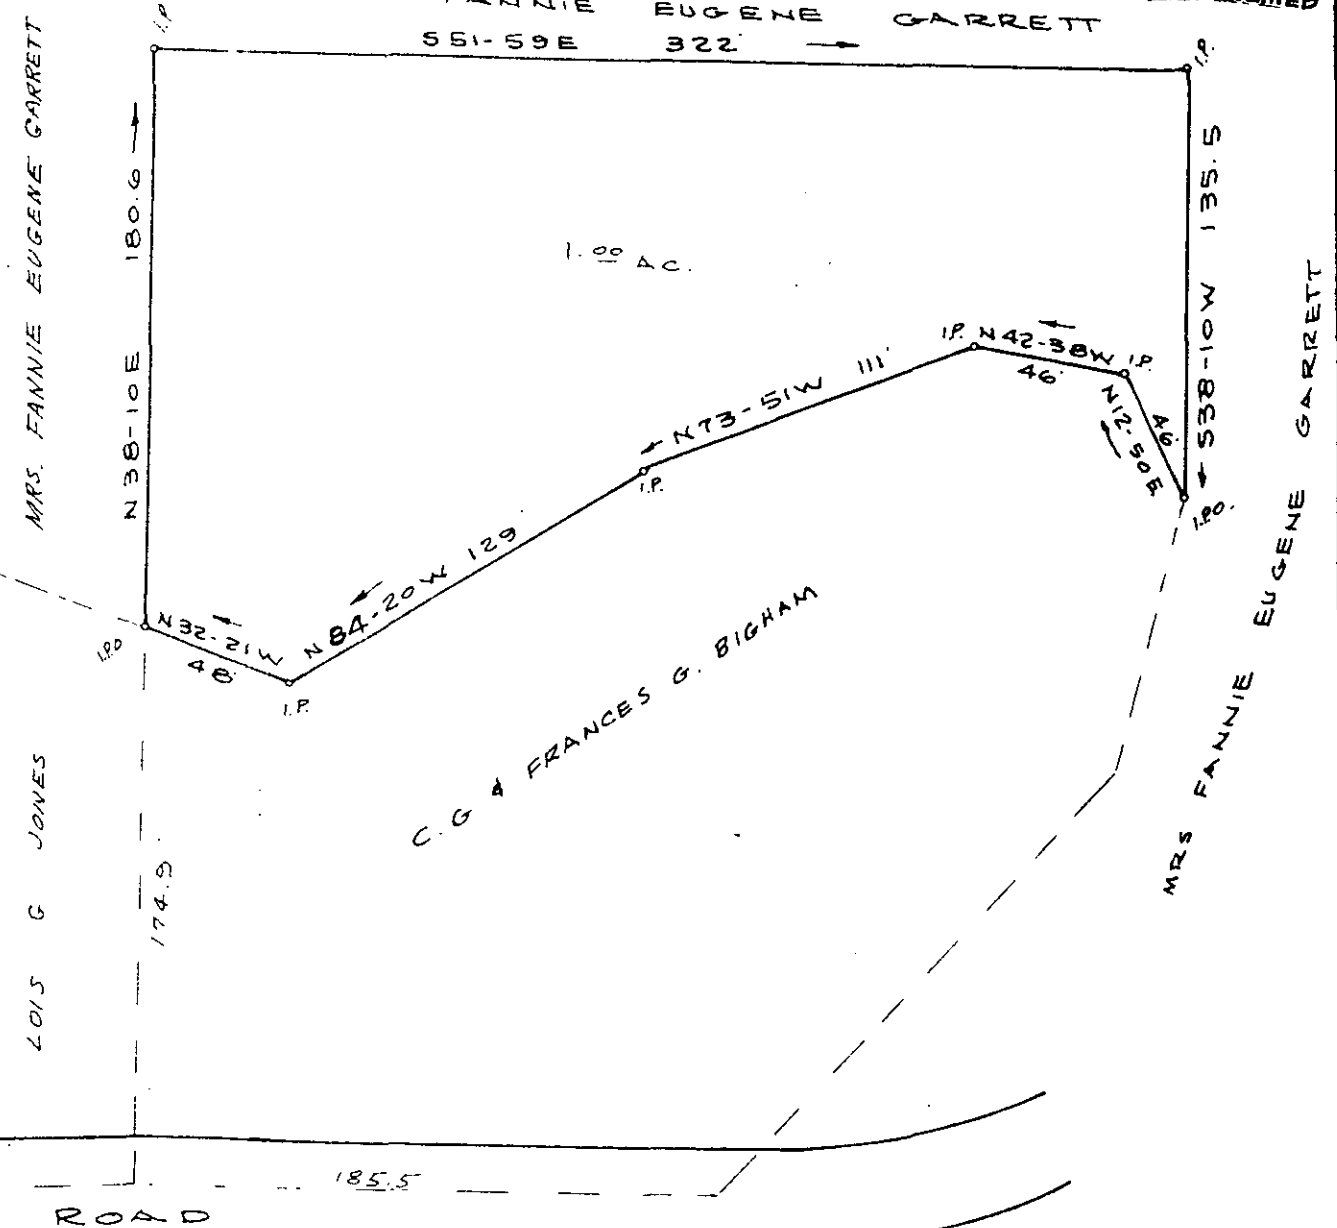 I.P.
FANNIE EUGENE GARRETT
S51-59E 322' →
I.P.
MRS. FANNIE EUGENE GARRETT
N38-10E 180.6 →
1.00 AC.
← S38-10W 135.5
I.P.
N42-38W
46'
I.P.
N12-50E
46'
I.P.O.
N73-51W 111'
I.P.
N84-20W 129
N32-21W
48'
I.P.O
I.P.
C.G & FRANCES G. BIGHAM
MRS FANNIE EUGENE GARRETT
LOIS G JONES
174.9
185.5
ROAD